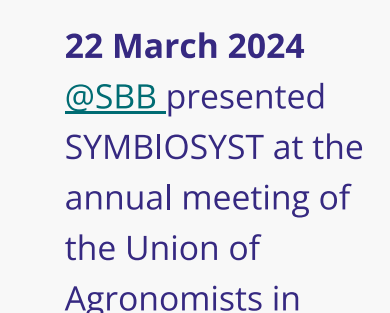 22 March 2024
@SBB presented
SYMBIOSYST at the
annual meeting of
the Union of
Agronomists in